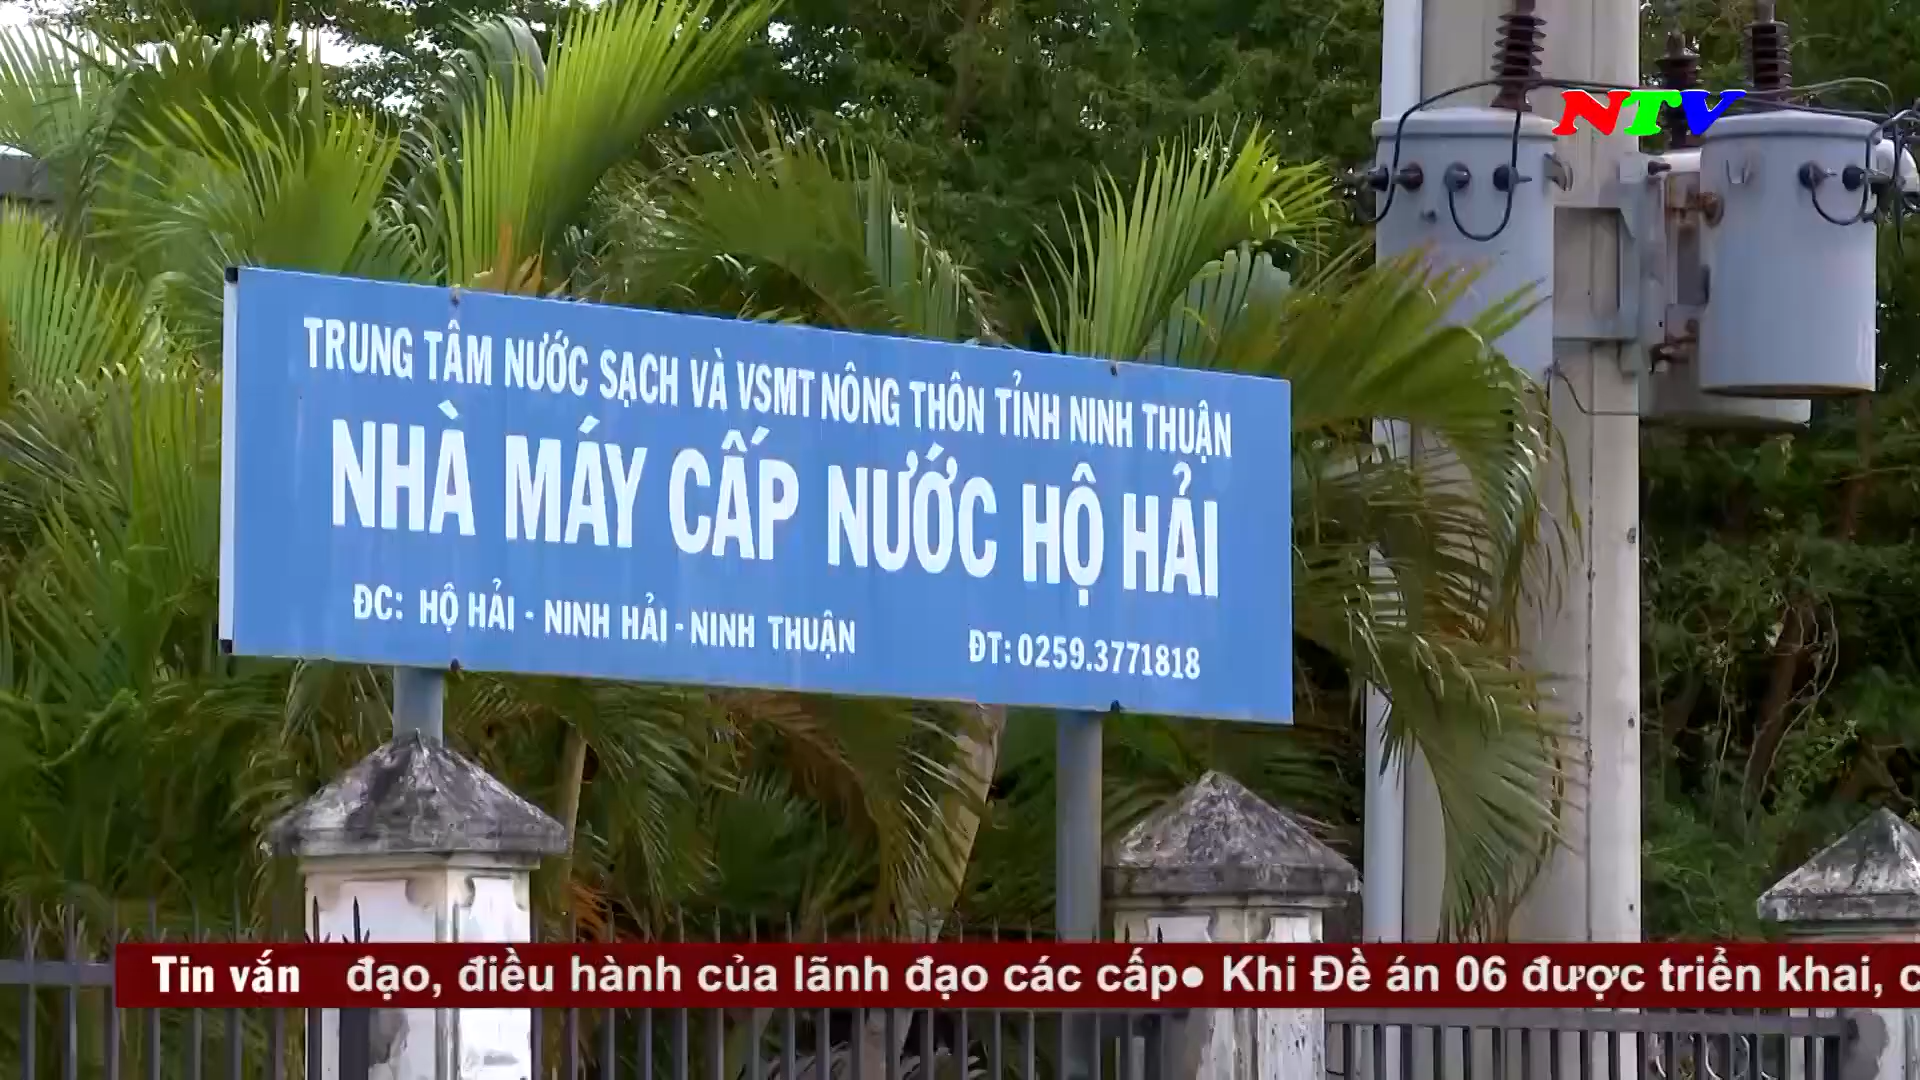 NTV
TRUNG TÂM NƯỚC SẠCH VÀ VSMT NÔNG THÔN TỈNH NINH THUẬN
NHÀ MÁY CẤP NƯỚC HỘ HẢI
ĐC: HỘ HẢI - NINH HẢI - NINH THUẬN ĐT: 0259.3771818
Tin vắn đạo, điều hành của lãnh đạo các cấp● Khi Đề án 06 được triển khai, c